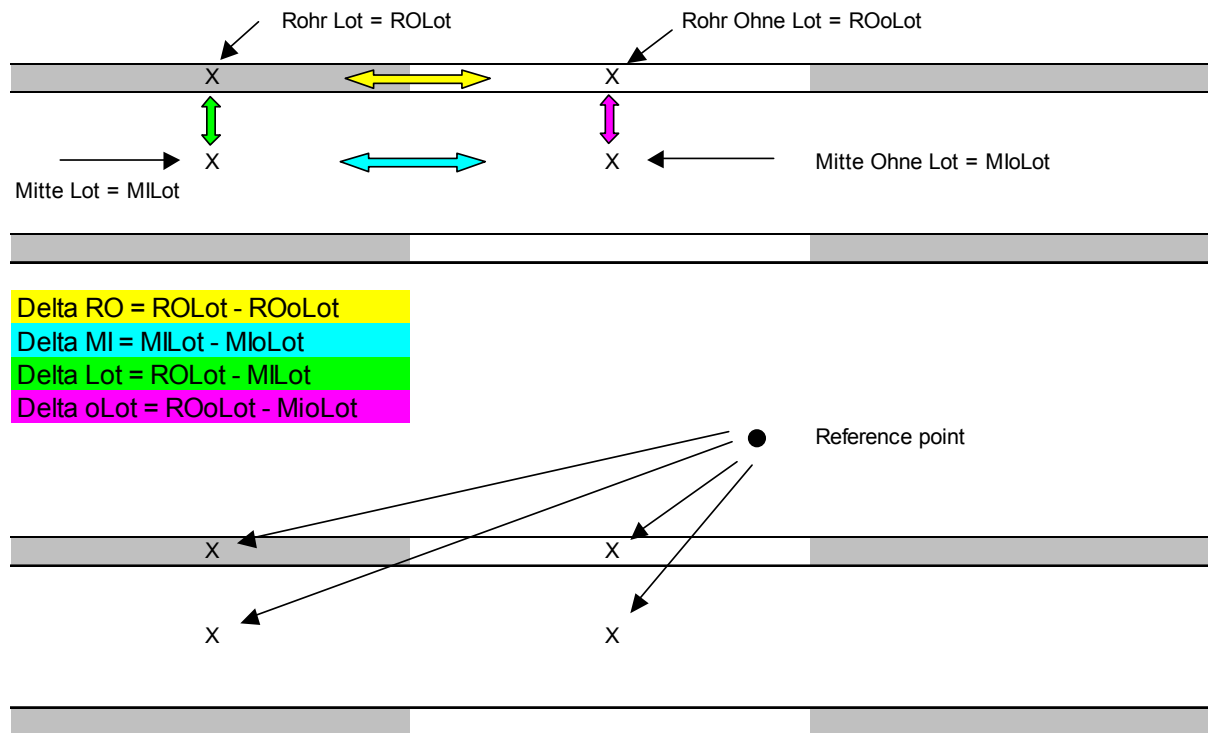 Rohr Lot = ROLot
Rohr Ohne Lot = ROoLot
X
X
X
X
Mitte Ohne Lot = MIoLot
Mitte Lot = MILot
Delta RO = ROLot - ROoLot
Delta MI = MILot - MIoLot
Delta Lot = ROLot - MILot
Delta oLot = ROoLot - MioLot
Reference point
X
X
X
X